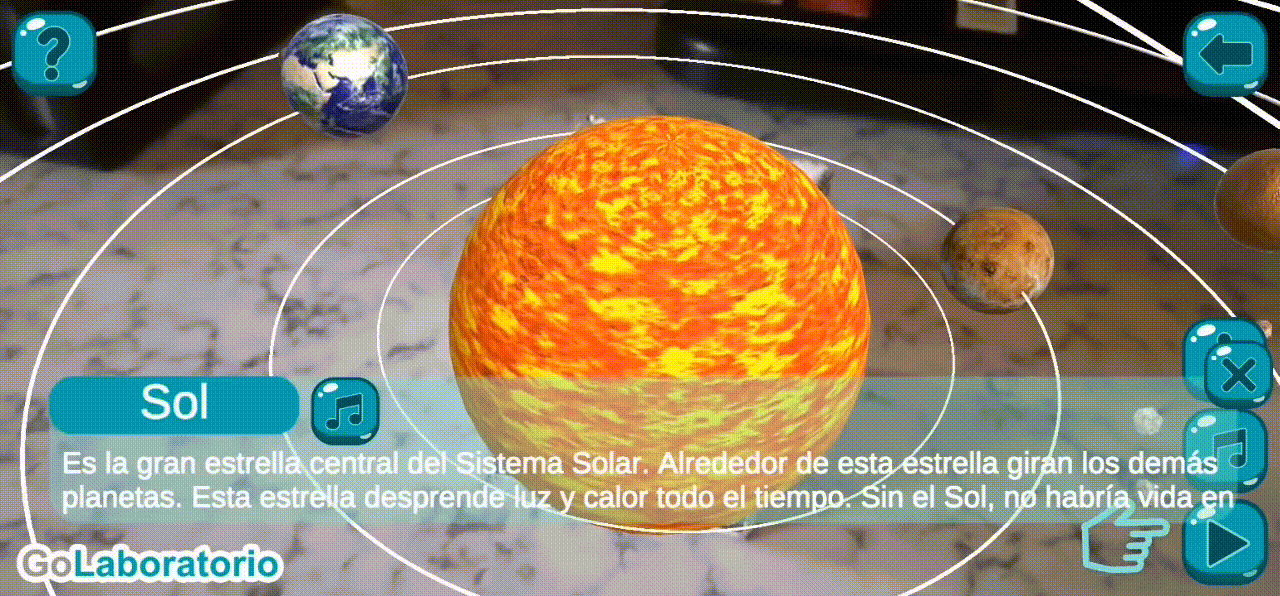 Sol
Es la gran estrella central del Sistema Solar. Alrededor de esta estrella giran los demás
planetas. Esta estrella desprende luz y calor todo el tiempo. Sin el Sol, no habría vida en
GoLaboratorio